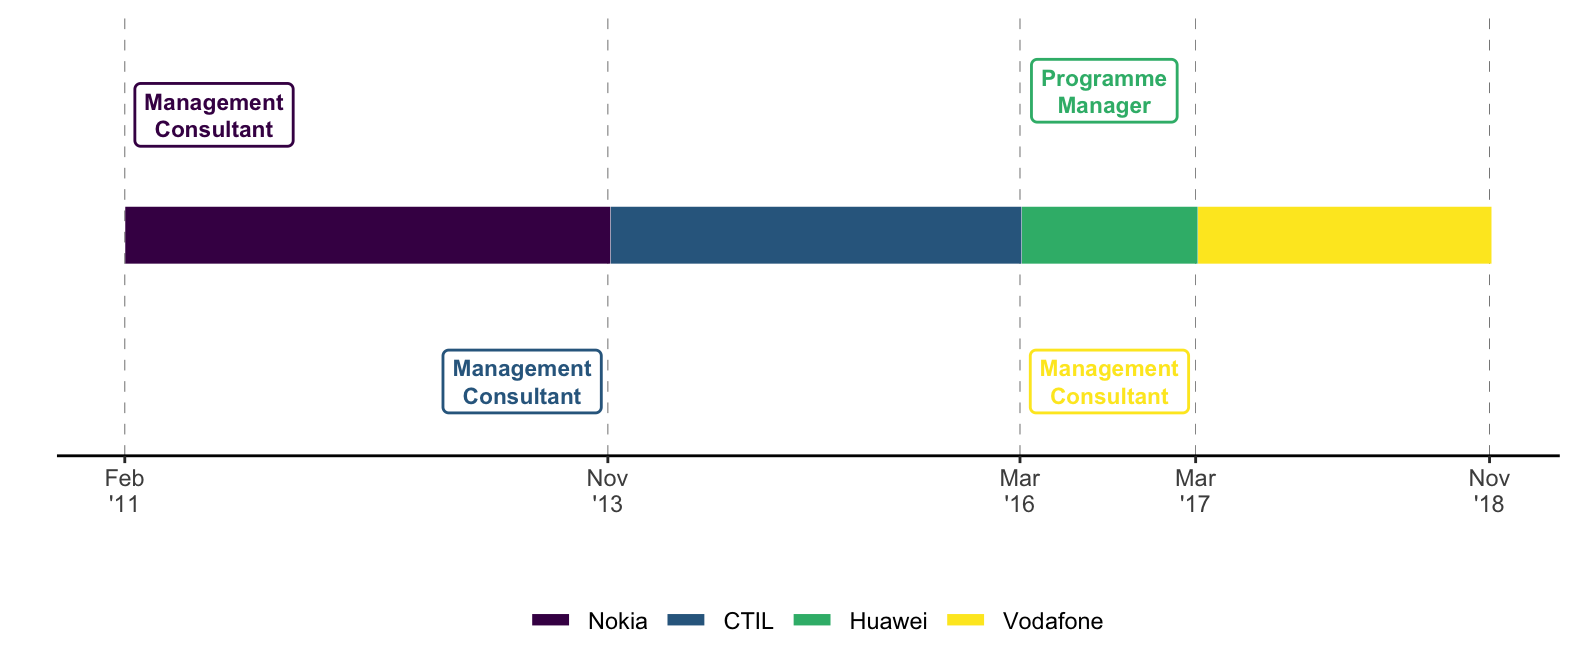 Management
Consultant
Programme
Manager
Management
Consultant
Management
Consultant
Feb
'11
Nov
'13
Mar
'16
Mar
'17
Nov
'18
Nokia
CTIL
Huawei
Vodafone